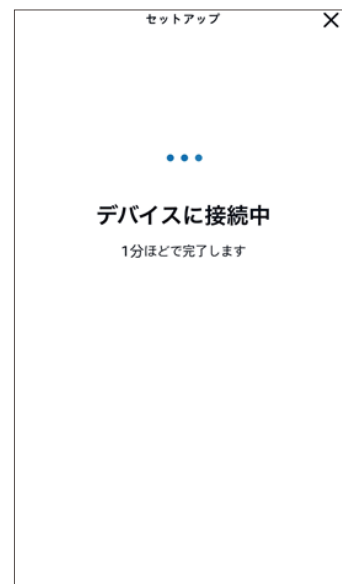 セットアップ
デバイスに接続中
1分ほどで完了します